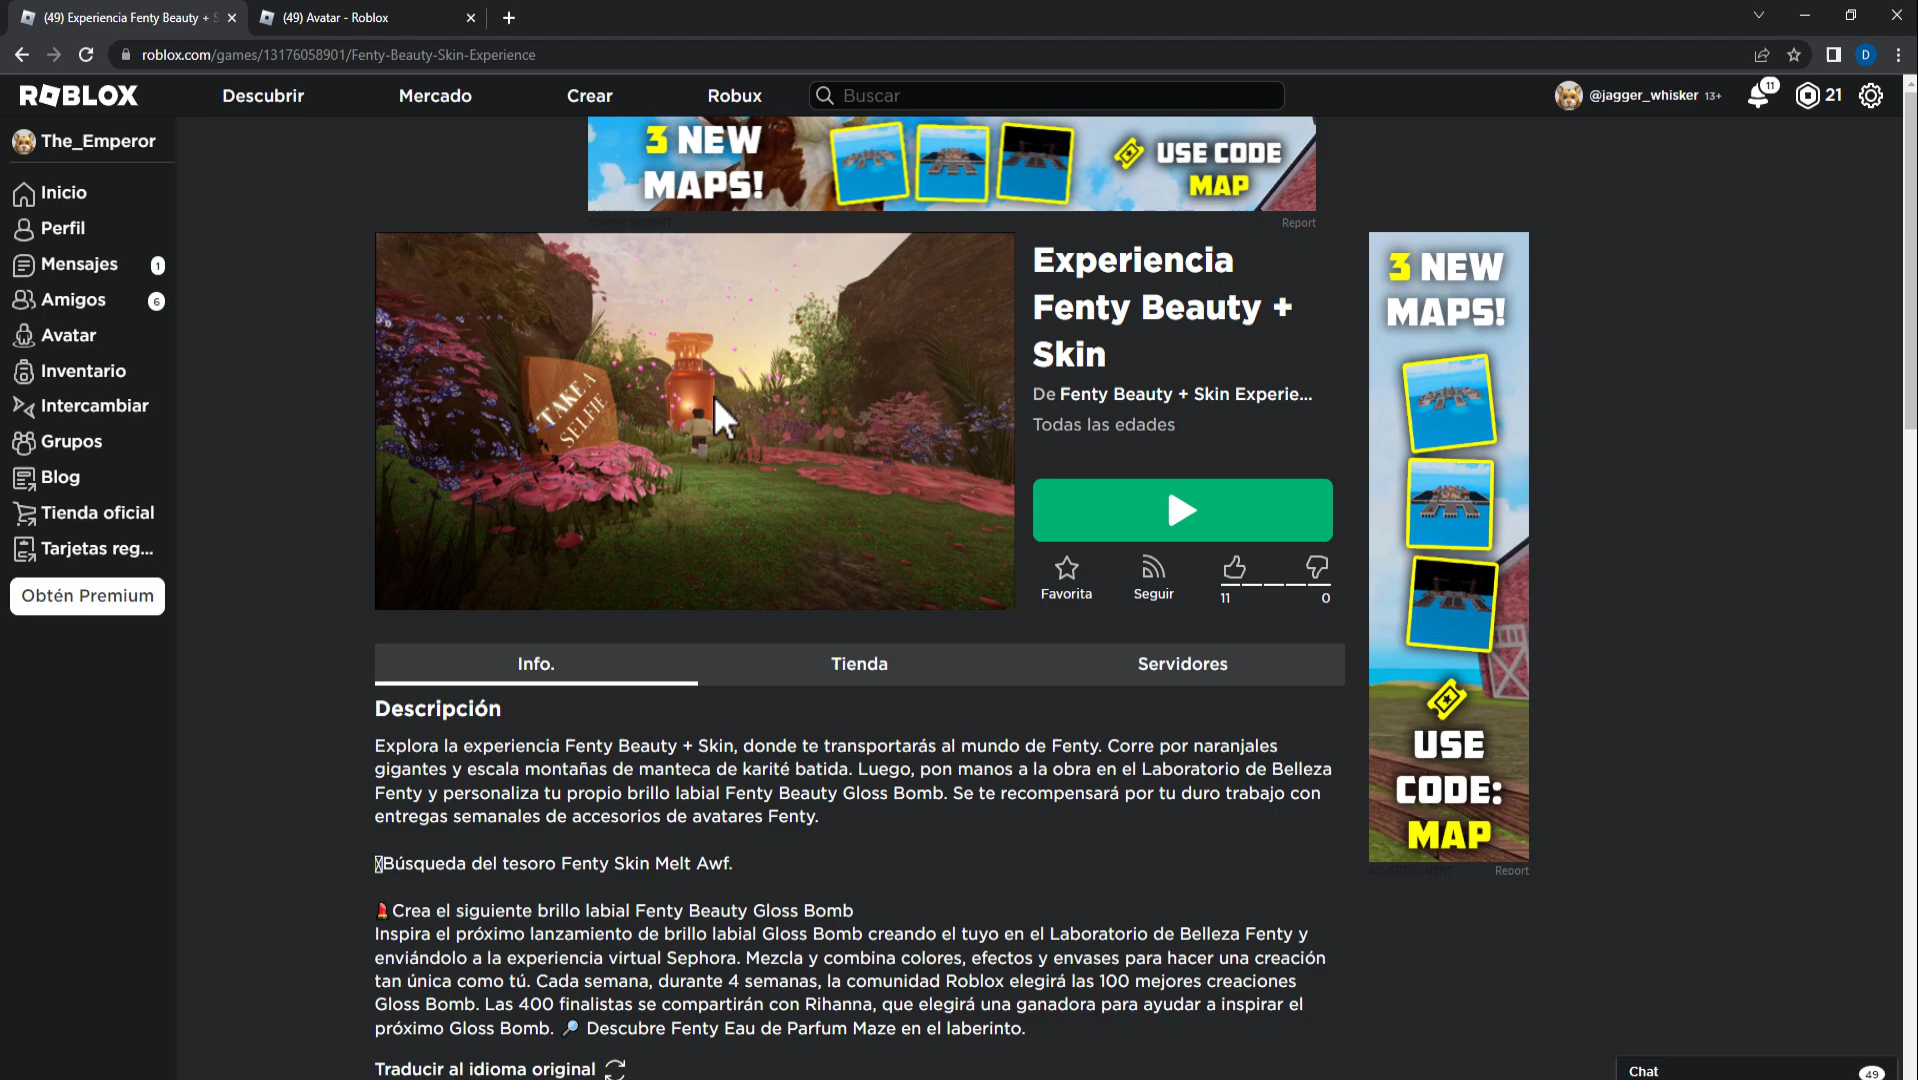 (49) Experiencia Fenty Beauty + S
(49) Avatar - Roblox
roblox.com/games/13176058901/Fenty-Beauty-Skin-Experience
D
ROBLOX
Descubrir
Mercado
Crear
Robux
Buscar
@jagger_whisker 13+
11
21
The_Emperor
Inicio
Perfil
Mensajes 1
Amigos 6
Avatar
Inventario
Intercambiar
Grupos
Blog
Tienda oficial
Tarjetas reg...
Obtén Premium
3 NEW
MAPS!
USE CODE
MAP
ADVERTISEMENT
Report
TAKE A
SELFIE
Experiencia
Fenty Beauty +
Skin
De Fenty Beauty + Skin Experie...
Todas las edades
Favorita
Seguir
11
0
3 NEW
MAPS!
USE
CODE:
MAP
ADVERTISEMENT
Report
Info.
Tienda
Servidores
Descripción
Explora la experiencia Fenty Beauty + Skin, donde te transportarás al mundo de Fenty. Corre por naranjales
gigantes y escala montañas de manteca de karité batida. Luego, pon manos a la obra en el Laboratorio de Belleza
Fenty y personaliza tu propio brillo labial Fenty Beauty Gloss Bomb. Se te recompensará por tu duro trabajo con
entregas semanales de accesorios de avatares Fenty.
Búsqueda del tesoro Fenty Skin Melt Awf.
💄Crea el siguiente brillo labial Fenty Beauty Gloss Bomb
Inspira el próximo lanzamiento de brillo labial Gloss Bomb creando el tuyo en el Laboratorio de Belleza Fenty y
enviándolo a la experiencia virtual Sephora. Mezcla y combina colores, efectos y envases para hacer una creación
tan única como tú. Cada semana, durante 4 semanas, la comunidad Roblox elegirá las 100 mejores creaciones
Gloss Bomb. Las 400 finalistas se compartirán con Rihanna, que elegirá una ganadora para ayudar a inspirar el
próximo Gloss Bomb. 🔎 Descubre Fenty Eau de Parfum Maze en el laberinto.
Traducir al idioma original
Chat
49